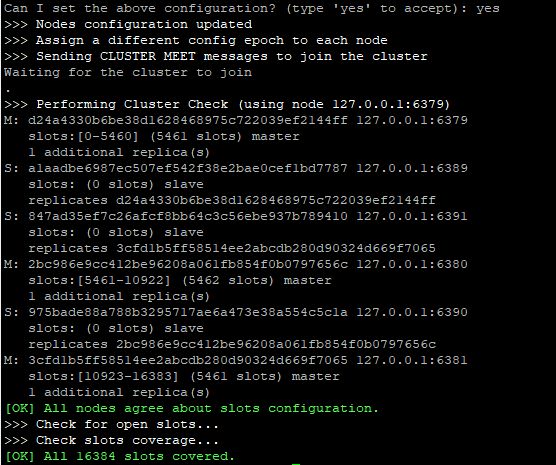 Can I set the above configuration? (type 'yes' to accept): yes
>>> Nodes configuration updated
>>> Assign a different config epoch to each node
>>> Sending CLUSTER MEET messages to join the cluster
Waiting for the cluster to join
.
>>> Performing Cluster Check (using node 127.0.0.1:6379)
M: d24a4330b6be38d1628468975c722039ef2144ff 127.0.0.1:6379
slots:[0-5460] (5461 slots) master
1 additional replica(s)
S: a1aadbe6987ec507ef542f38e2bae0cef1bd7787 127.0.0.1:6389
slots: (0 slots) slave
replicates d24a4330b6be38d1628468975c722039ef2144ff
S: 847ad35ef7c26afcf8bb64c3c56ebe937b789410 127.0.0.1:6391
slots: (0 slots) slave
replicates 3cfd1b5ff58514ee2abcdb280d90324d669f7065
M: 2bc986e9cc412be96208a061fb854f0b0797656c 127.0.0.1:6380
slots:[5461-10922] (5462 slots) master
1 additional replica(s)
S: 975bade88a788b3295717ae6a473e38a554c5c1a 127.0.0.1:6390
slots: (0 slots) slave
replicates 2bc986e9cc412be96208a061fb854f0b0797656c
M: 3cfd1b5ff58514ee2abcdb280d90324d669f7065 127.0.0.1:6381
slots:[10923-16383] (5461 slots) master
1 additional replica(s)
[OK] All nodes agree about slots configuration.
>>> Check for open slots...
>>> Check slots coverage...
[OK] All 16384 slots covered.